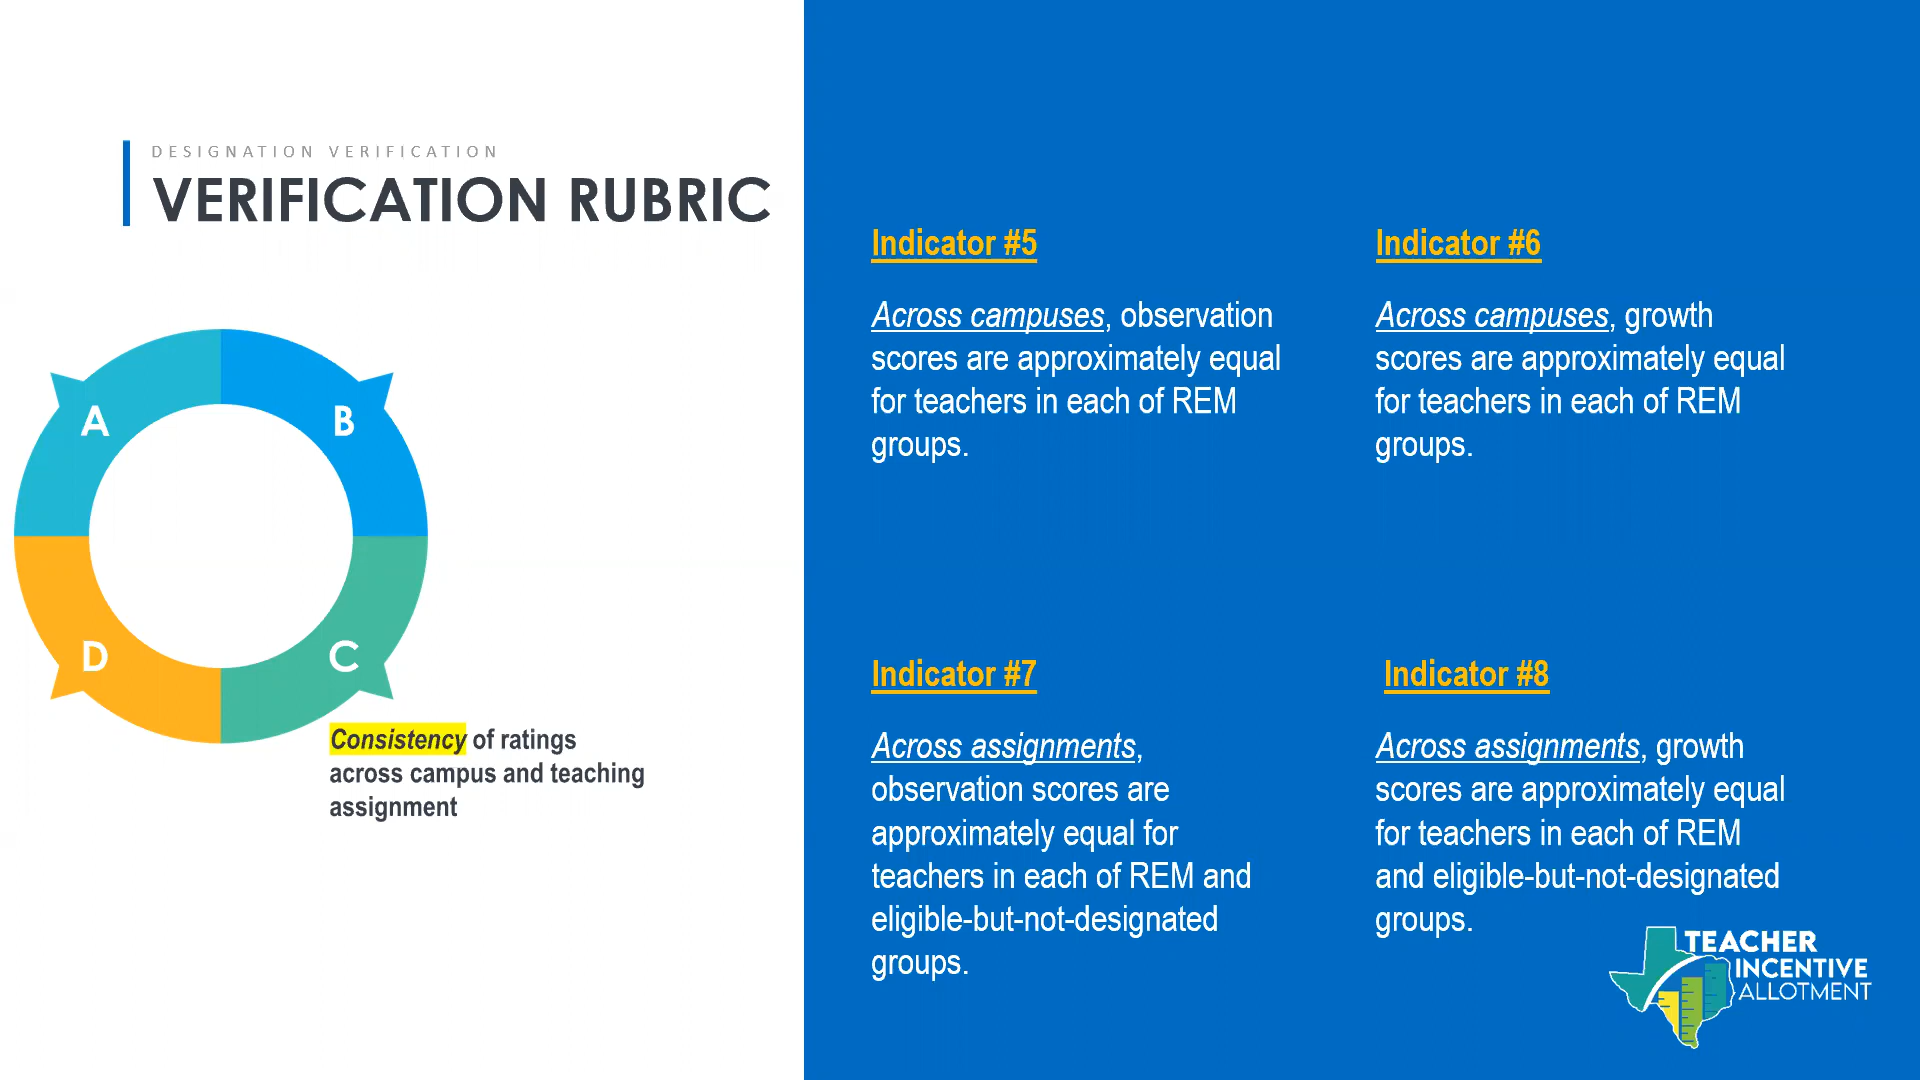 DESIGNATION VERIFICATION
VERIFICATION RUBRIC
A
B
D
C
Consistency of ratings
across campus and teaching
assignment
Indicator #5
Across campuses, observation
scores are approximately equal
for teachers in each of REM
groups.
Indicator #6
Across campuses, growth
scores are approximately equal
for teachers in each of REM
groups.
Indicator #7
Across assignments,
observation scores are
approximately equal for
teachers in each of REM and
eligible-but-not-designated
groups.
Indicator #8
Across assignments, growth
scores are approximately equal
for teachers in each of REM
and eligible-but-not-designated
groups.
TEACHER
INCENTIVE
ALLOTMENT